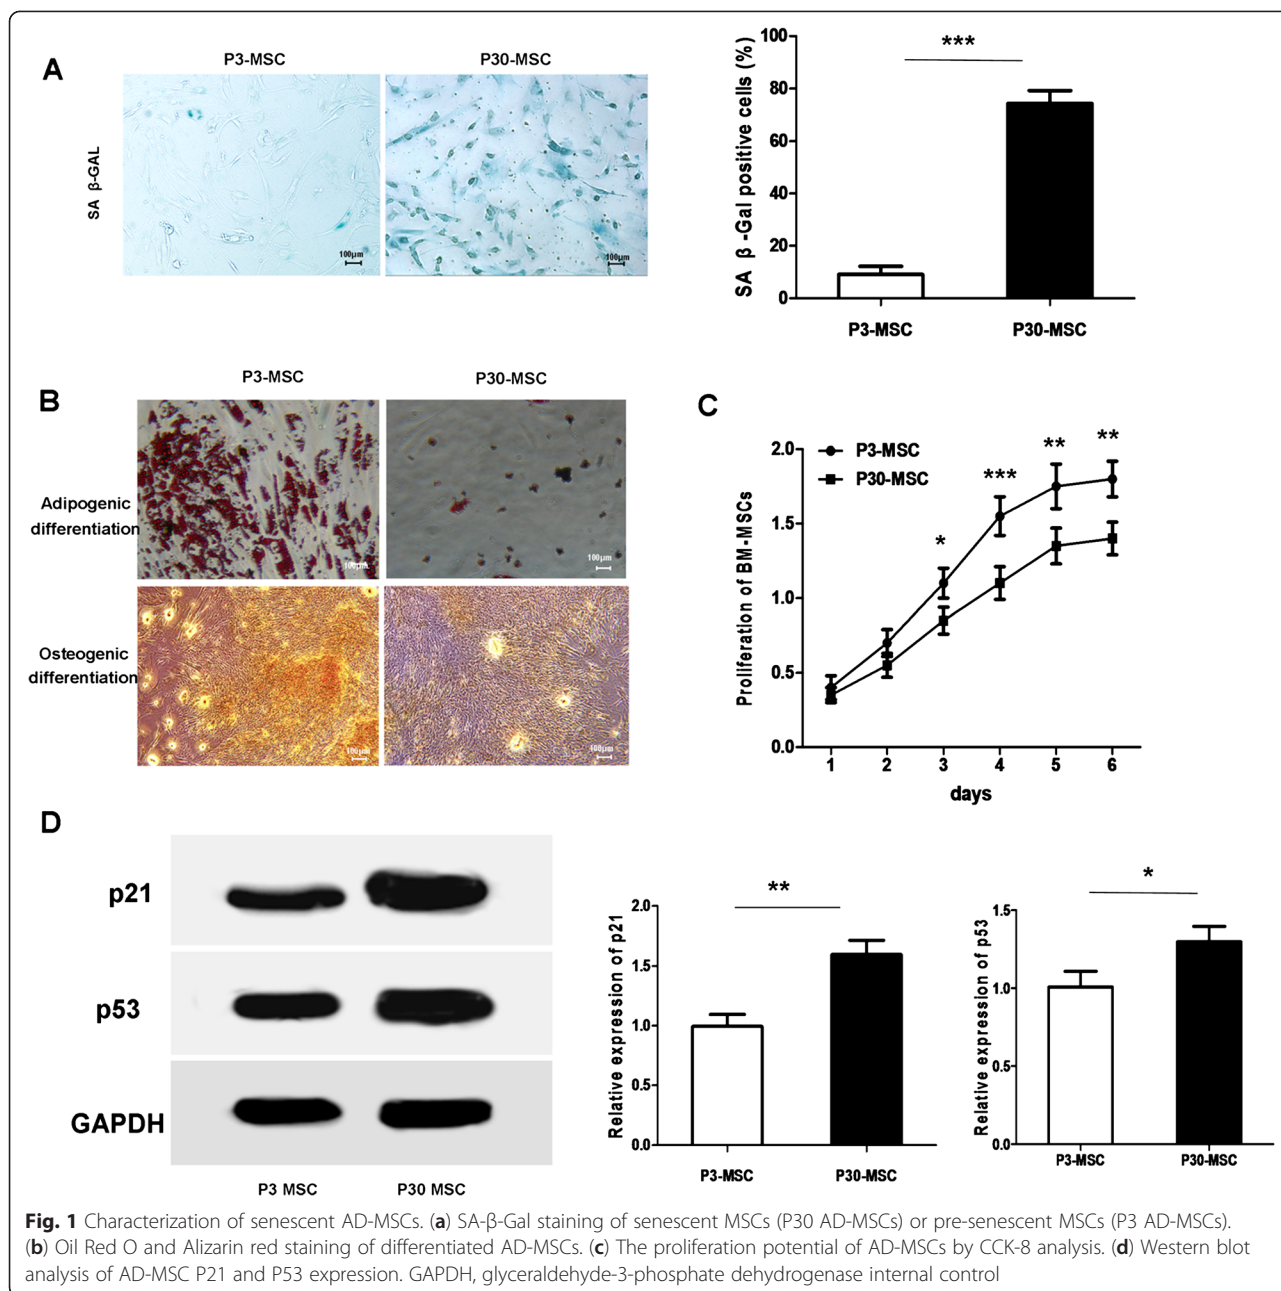 A
P3-MSC
P30-MSC
SA β-GAL
100μm
100μm
SA β -Gal positive cells (%)
100
80
60
40
20
0
***
P3-MSC
P30-MSC
B
P3-MSC
P30-MSC
Adipogenic
differentiation
100μm
100μm
Osteogenic
differentiation
100μm
100μm
C
Proliferation of BM-MSCs
2.0
1.5
1.0
0.5
0.0
P3-MSC
P30-MSC
*
***
**
**
1 2 3 4 5 6
days
D
p21
p53
GAPDH
P3 MSC
P30 MSC
Relative expression of p21
2.0
1.5
1.0
0.5
0.0
**
P3-MSC
P30-MSC
Relative expression of p53
1.5
1.0
0.5
0.0
*
P3-MSC
P30-MSC
Fig. 1 Characterization of senescent AD-MSCs. (a) SA-β-Gal staining of senescent MSCs (P30 AD-MSCs) or pre-senescent MSCs (P3 AD-MSCs).
(b) Oil Red O and Alizarin red staining of differentiated AD-MSCs. (c) The proliferation potential of AD-MSCs by CCK-8 analysis. (d) Western blot
analysis of AD-MSC P21 and P53 expression. GAPDH, glyceraldehyde-3-phosphate dehydrogenase internal control